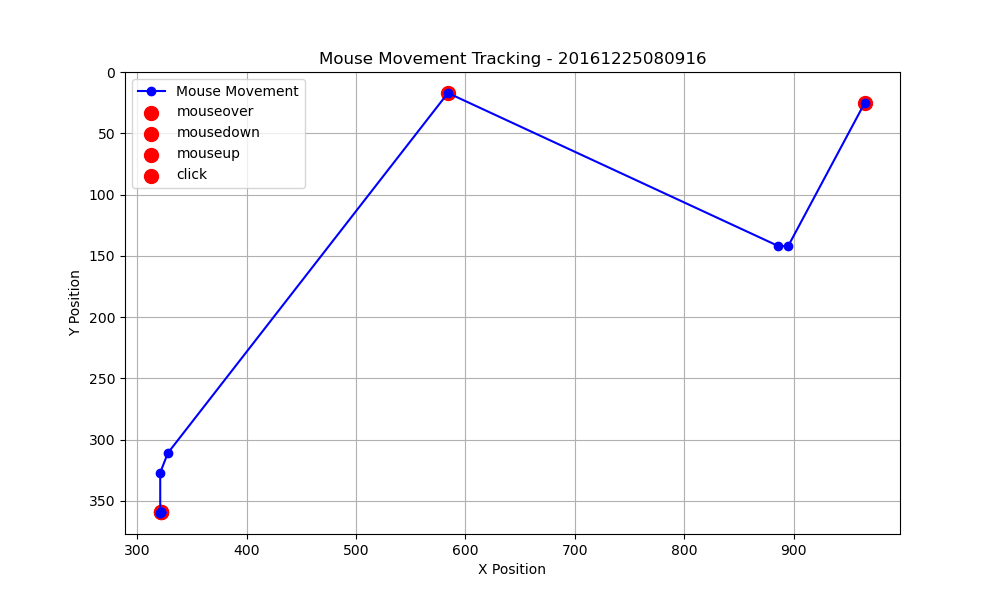 Mouse Movement Tracking - 20161225080916
Mouse Movement
mouseover
mousedown
mouseup
click
0
50
100
150
200
250
300
350
Y Position
300 400 500 600 700 800 900
X Position